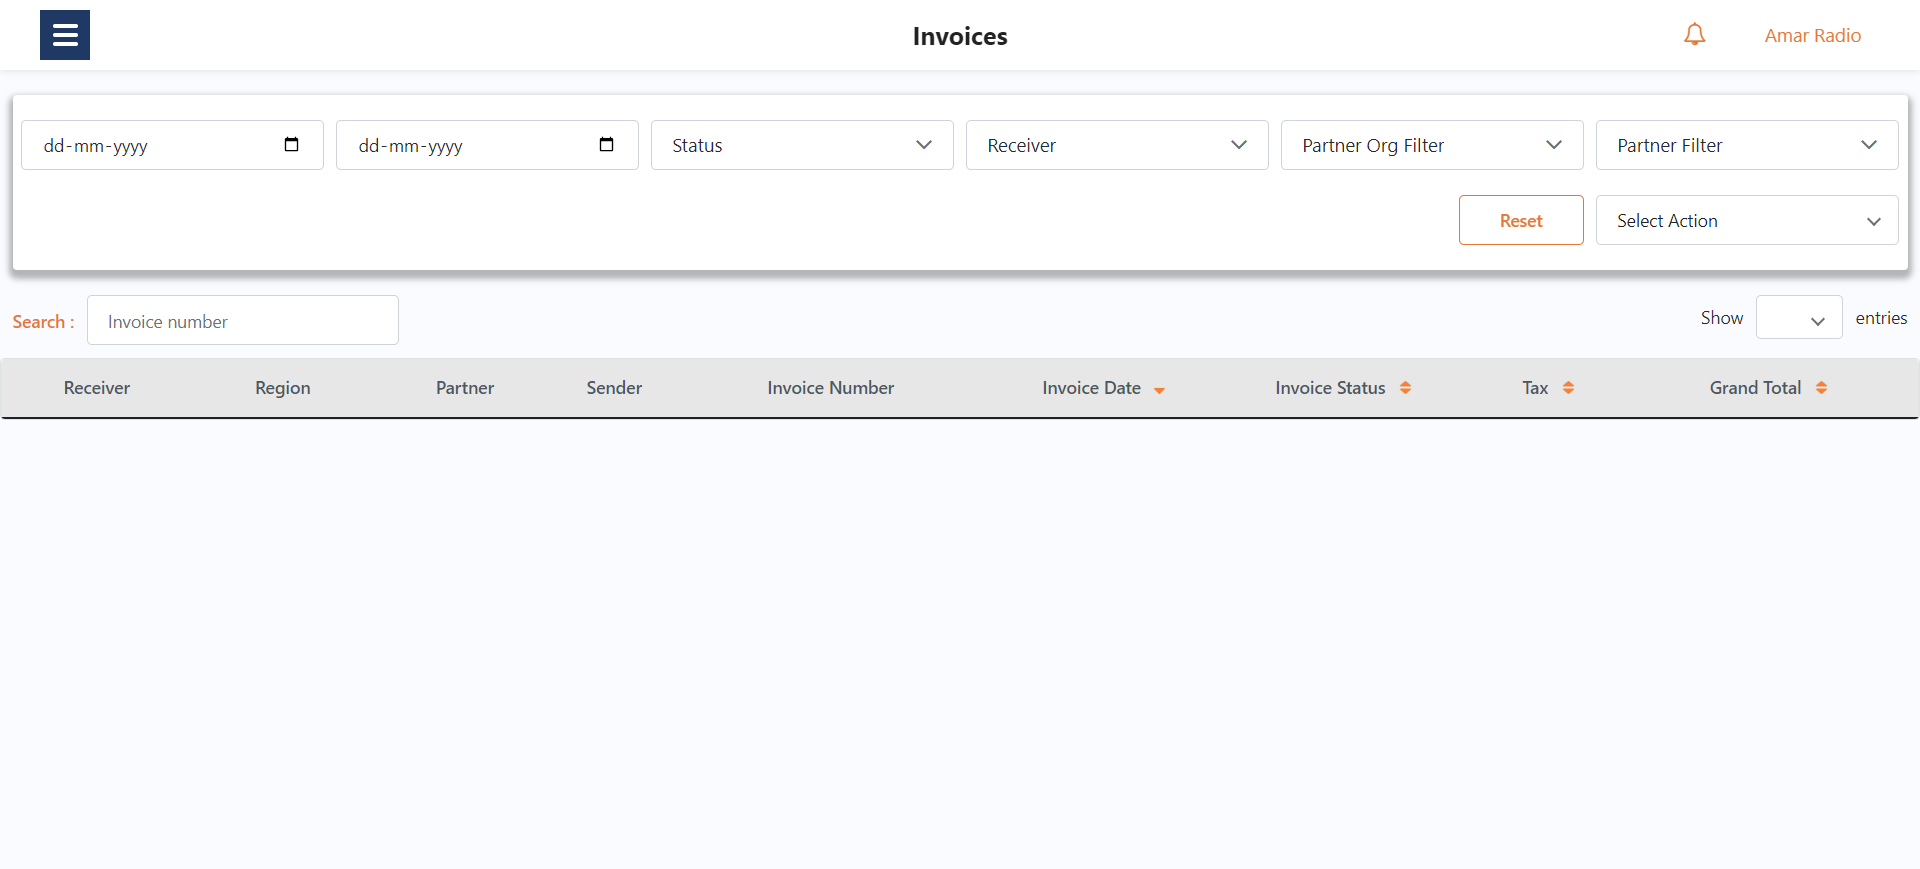 Invoices
Amar Radio
dd-mm-yyyy dd-mm-yyyy Status Receiver Partner Org Filter Partner Filter
Reset Select Action
Search : Invoice number Show entries
Receiver Region Partner Sender Invoice Number Invoice Date Invoice Status Tax Grand Total